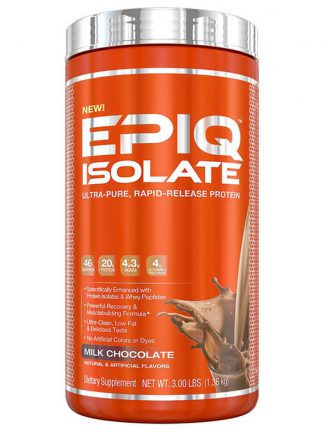 NEW!
EPIQ™
ISOLATE
ULTRA-PURE, RAPID-RELEASE PROTEIN
46 20 4.3 4
• Scientifically Enhanced with
Protein Isolates & Whey Peptides
• Powerful Recovery &
Musclebuilding Formula
• Ultra-Clean, Low Fat
& Delicious Taste
• No Artificial Colors or Dyes
MILK CHOCOLATE
NATURAL & ARTIFICIAL FLAVORS
Dietary Supplement NET WT. 3.00 LBS. (1.36 kg)